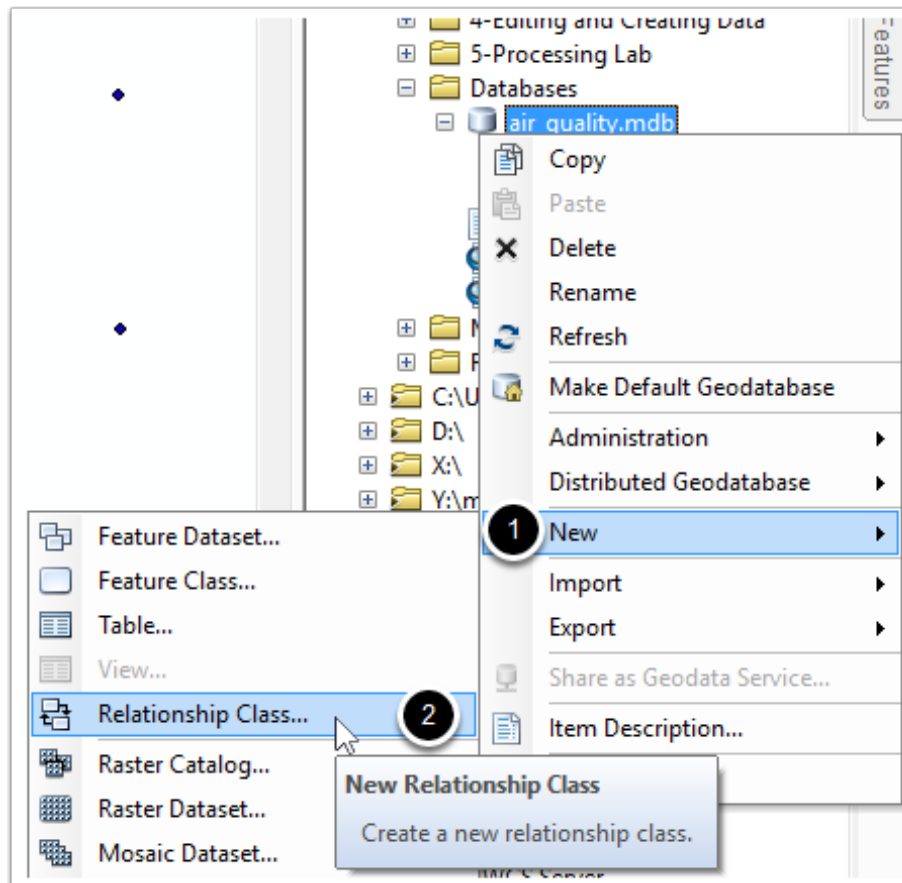 4-Editing and Creating Data
5-Processing Lab
Databases
air_quality.mdb
Features
Copy
Paste
Delete
Rename
Refresh
Make Default Geodatabase
Administration
Distributed Geodatabase
1 New
Import
Export
Share as Geodata Service...
Item Description...
C:\U
D:\
X:\
Y:\m
Feature Dataset...
Feature Class...
Table...
View...
Relationship Class... 2
Raster Catalog...
Raster Dataset...
Mosaic Dataset...
New Relationship Class
Create a new relationship class.